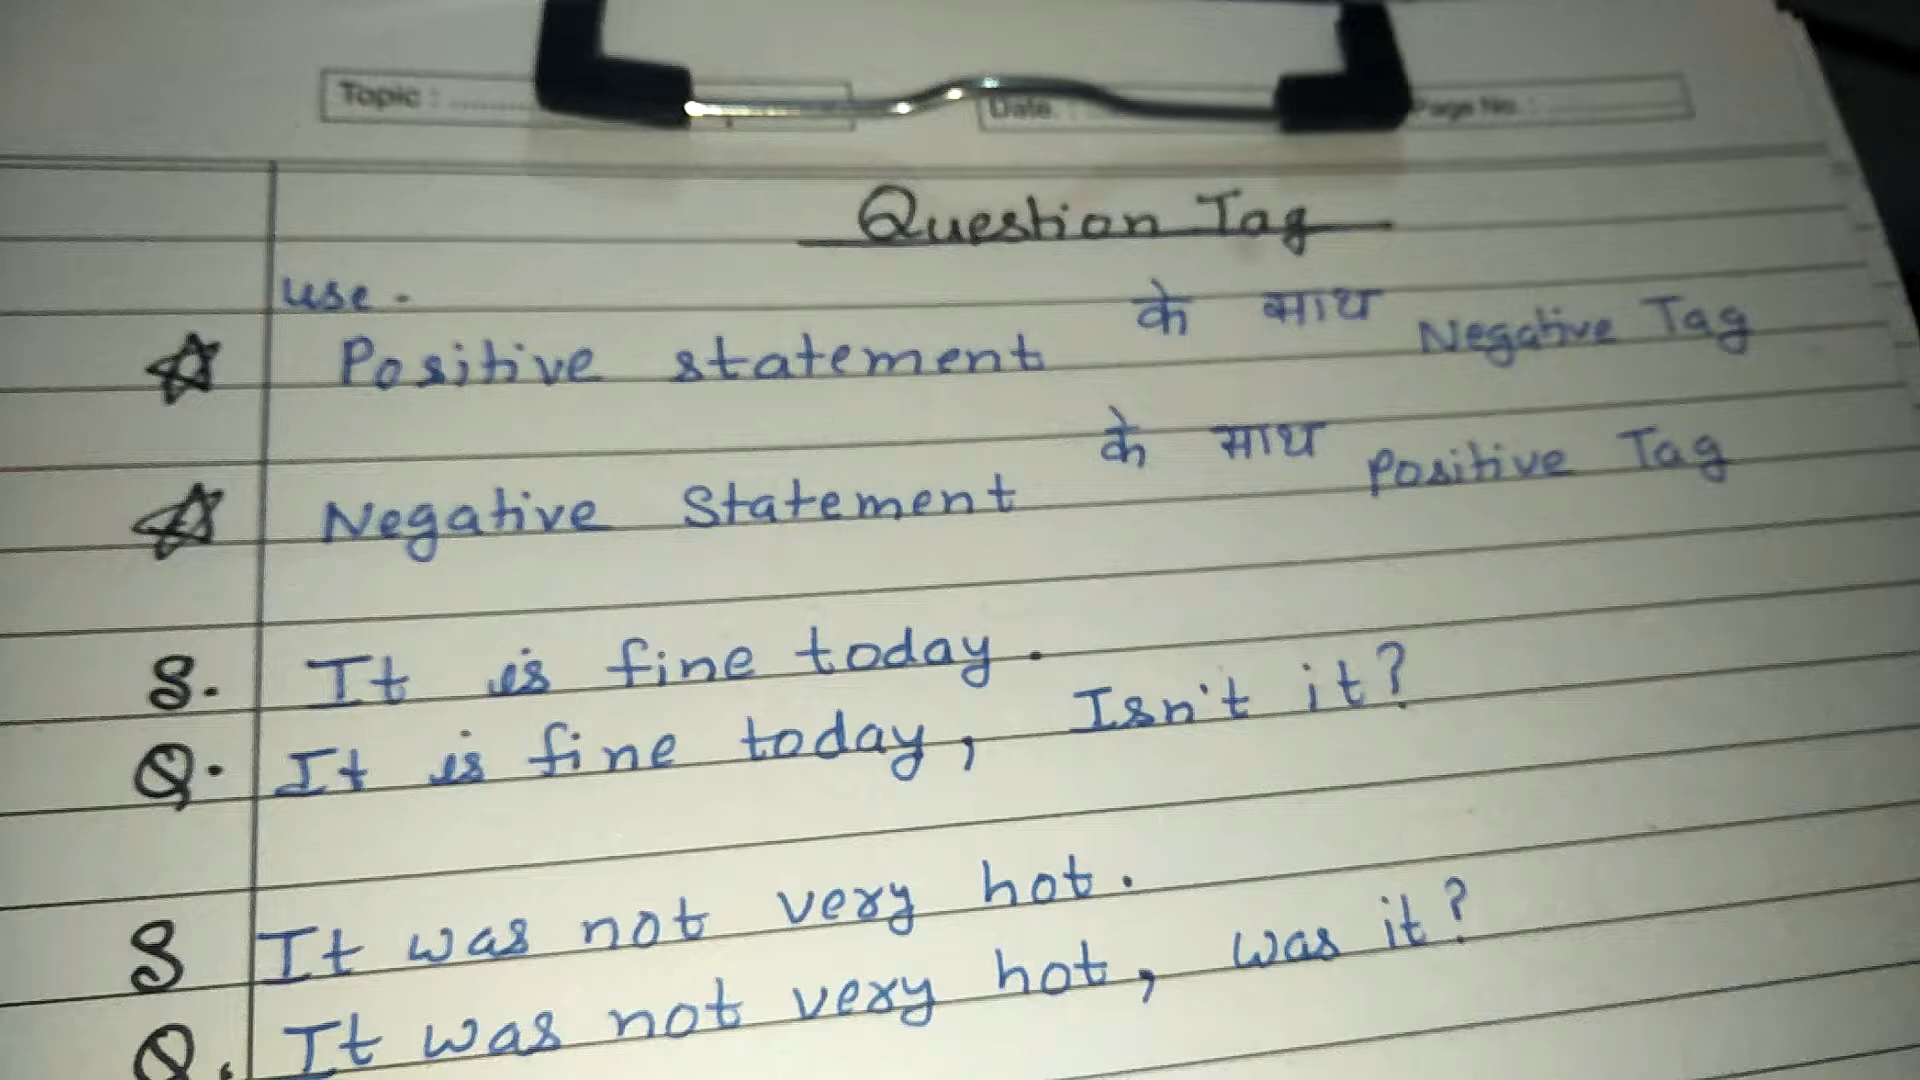 Topic : Date. : Page No. :
Question Tag
use.
Positive statement के साथ Negative Tag
Negative Statement के साथ Positive Tag
S. It is fine today.
Q. It is fine today, Isn't it?
S It was not very hot.
Q. It was not very hot, was it?